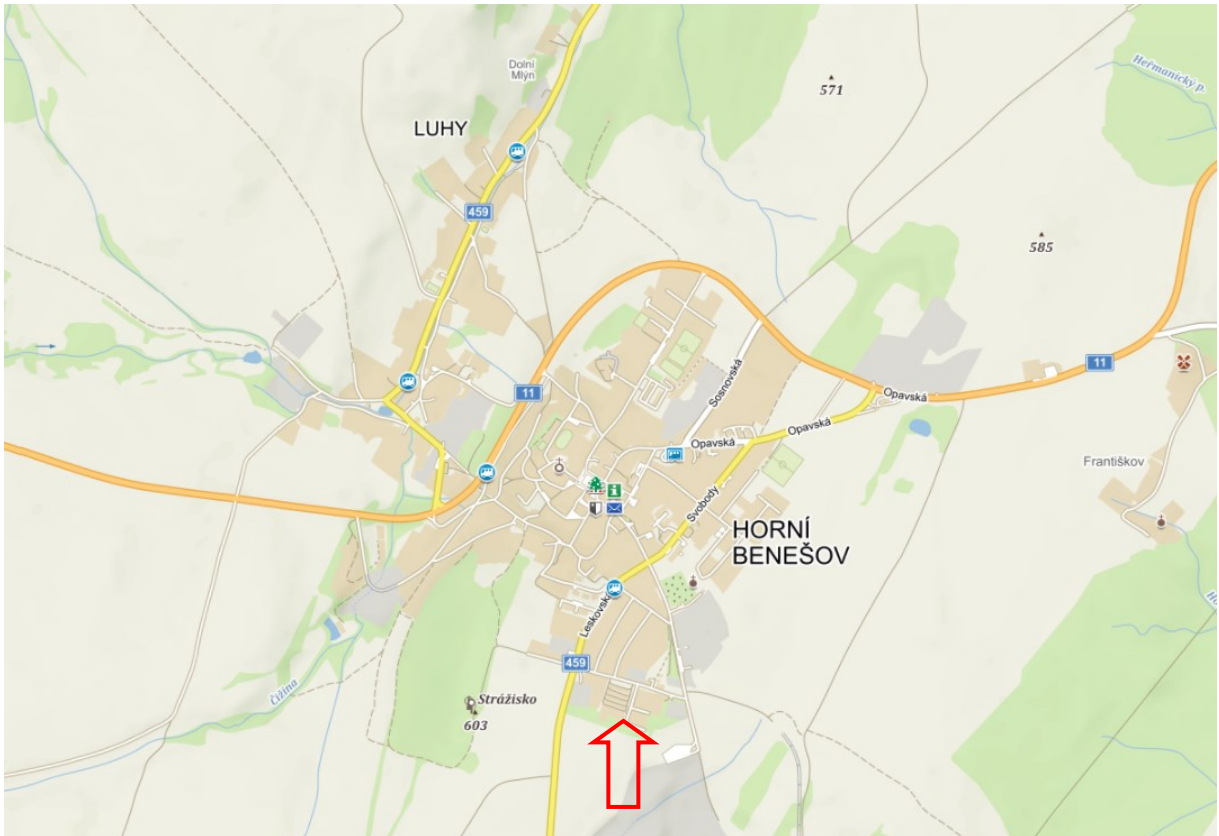 Dolní
Mlýn
Heřmanický p.
571
LUHY
459
585
11
11
Sosnovská
Opavská
Opavská
Opavská
Františkov
Svobody
HORNÍ
BENEŠOV
Leskovská
459
Čižina
Strážisko
603